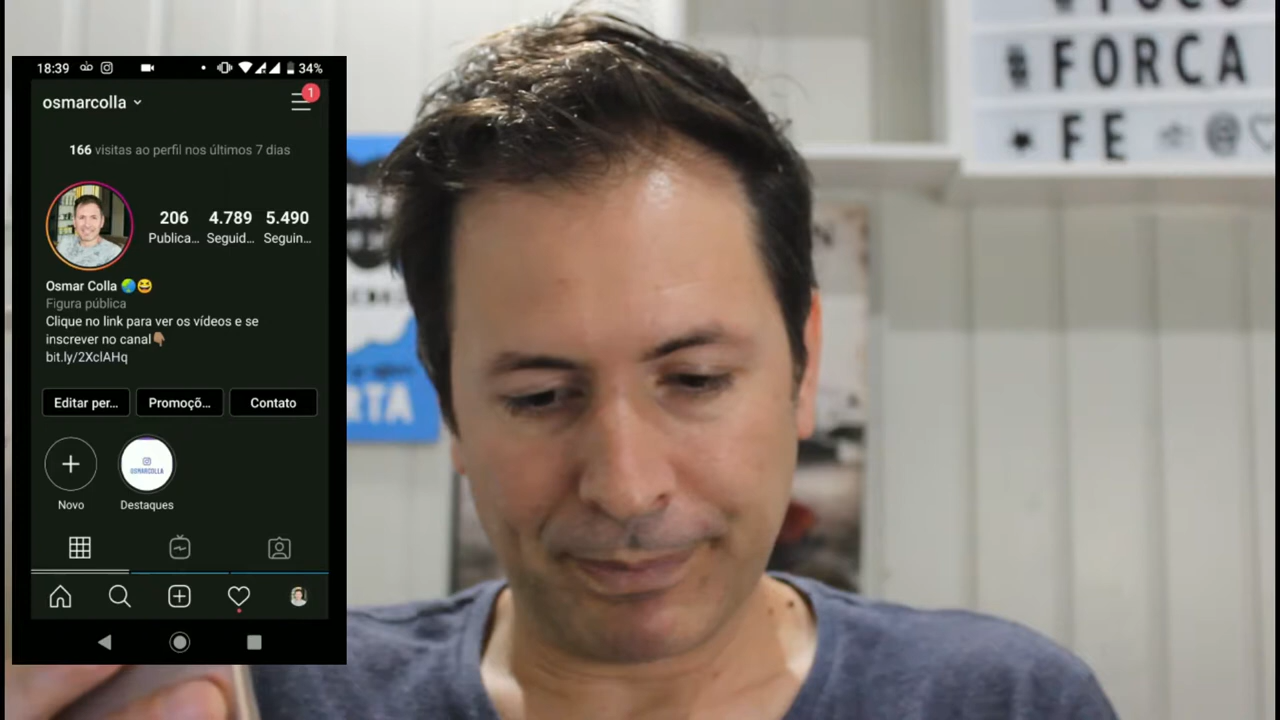 18:39
34%
osmarcolla
1
166 visitas ao perfil nos últimos 7 dias
206 4.789 5.490
Publica... Seguid... Seguin...
Osmar Colla 🌏😄
Figura pública
Clique no link para ver os vídeos e se
inscrever no canal👇🏽
bit.ly/2XclAHq
Editar per... Promoçõ... Contato
OSMARCOLLA
Novo Destaques
# FORCA
★ FE @ ♡
RTA